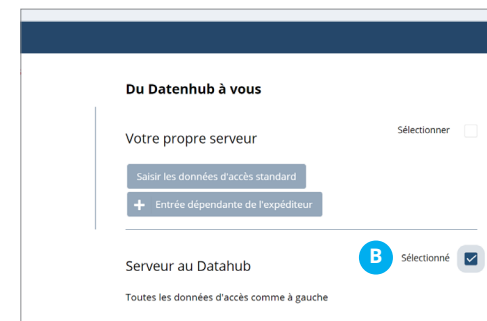 Du Datenhub à vous
Votre propre serveur
Sélectionner
Saisir les données d'accès standard
+ Entrée dépendante de l'expéditeur
Serveur au Datahub
B
Sélectionné
Toutes les données d'accès comme à gauche